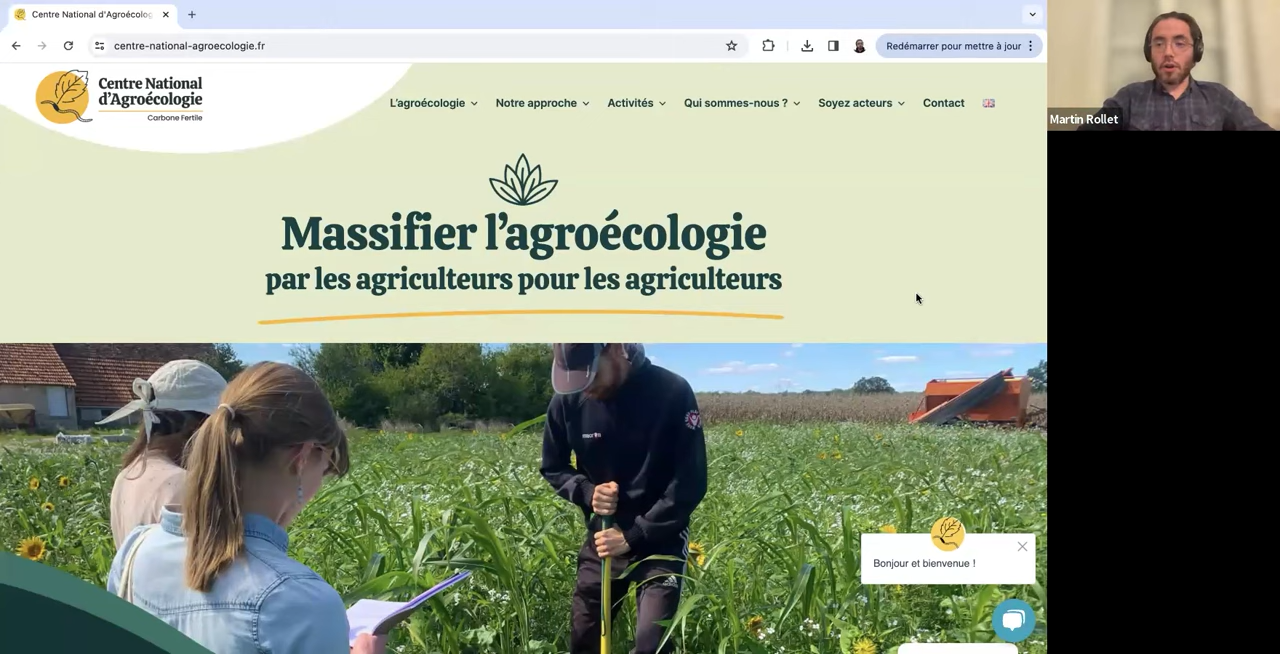 Centre National d'Agroécolog
centre-national-agroecologie.fr
Redémarrer pour mettre à jour
Centre National
d'Agroécologie
Carbone Fertile
L'agroécologie
Notre approche
Activités
Qui sommes-nous ?
Soyez acteurs
Contact
Massifier l'agroécologie
par les agriculteurs pour les agriculteurs
Bonjour et bienvenue !
Martin Rollet